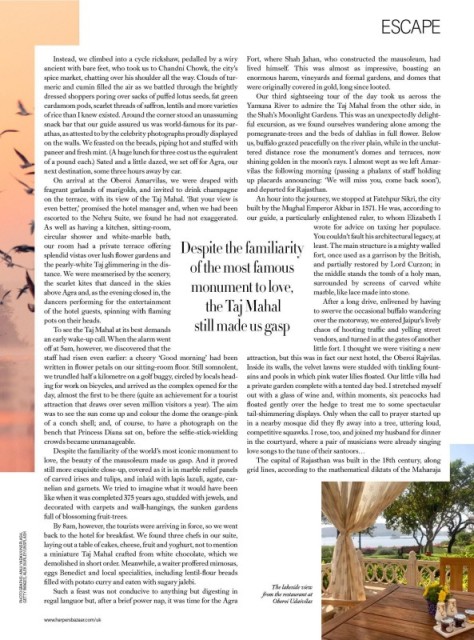 ESCAPE
Instead, we climbed into a cycle rickshaw, pedalled by a wiry
ancient with bare feet, who took us to Chandni Chowk, the city's
spice market, chatting over his shoulder all the way. Clouds of tur-
meric and cumin filled the air as we battled through the brightly
dressed shoppers poring over sacks of puffed lotus seeds, fat green
cardamom pods, scarlet threads of saffron, lentils and more varieties
of rice than I knew existed. Around the corner stood an unassuming
snack bar that our guide assured us was world-famous for its par-
athas, as attested to by the celebrity photographs proudly displayed
on the walls. We feasted on the breads, piping hot and stuffed with
paneer and fresh mint. (A huge lunch for three cost us the equivalent
of a pound each.) Sated and a little dazed, we set off for Agra, our
next destination, some three hours away by car.
On arrival at the Oberoi Amarvilas, we were draped with
fragrant garlands of marigolds, and invited to drink champagne
on the terrace, with its view of the Taj Mahal. 'But your view is
even better,' promised the hotel manager and, when we had been
escorted to the Nehru Suite, we found he had not exaggerated.
As well as having a kitchen, sitting-room,
circular shower and white-marble bath,
our room had a private terrace offering
splendid vistas over lush flower gardens and
the pearly-white Taj glimmering in the dis-
tance. We were mesmerised by the scenery,
the scarlet kites that danced in the skies
above Agra and, as the evening closed in, the
dancers performing for the entertainment
of the hotel guests, spinning with flaming
pots on their heads.
To see the Taj Mahal at its best demands
an early wake-up call. When the alarm went
off at 5am, however, we discovered that the
staff had risen even earlier: a cheery 'Good morning' had been
written in flower petals on our sitting-room floor. Still somnolent,
we trundled half a kilometre on a golf buggy, circled by locals head-
ing for work on bicycles, and arrived as the complex opened for the
day, almost the first to be there (quite an achievement for a tourist
attraction that draws over seven million visitors a year). The aim
was to see the sun come up and colour the dome the orange-pink
of a conch shell; and, of course, to have a photograph on the
bench that Princess Diana sat on, before the selfie-stick-wielding
crowds became unmanageable.
Despite the familiarity of the world's most iconic monument to
love, the beauty of the mausoleum made us gasp. And it proved
still more exquisite close-up, covered as it is in marble relief panels
of carved irises and tulips, and inlaid with lapis lazuli, agate, car-
nelian and garnets. We tried to imagine what it would have been
like when it was completed 375 years ago, studded with jewels, and
decorated with carpets and wall-hangings, the sunken gardens
full of blossoming fruit-trees.
By 8am, however, the tourists were arriving in force, so we went
back to the hotel for breakfast. We found three chefs in our suite,
laying out a table of cakes, cheese, fruit and yoghurt, not to mention
a miniature Taj Mahal crafted from white chocolate, which we
demolished in short order. Meanwhile, a waiter proffered mimosas,
eggs Benedict and local specialities, including lentil-flour breads
filled with potato curry and eaten with sugary jalebi.
Such a feast was not conducive to anything but digesting in
regal languor but, after a brief power nap, it was time for the Agra
Despite the familiarity
of the most famous
monument to love,
the Taj Mahal
still made us gasp
Fort, where Shah Jahan, who constructed the mausoleum, had
lived himself. This was almost as impressive, boasting an
enormous harem, vineyards and formal gardens, and domes that
were originally covered in gold, long since looted.
Our third sightseeing tour of the day took us across the
Yamuna River to admire the Taj Mahal from the other side, in
the Shah's Moonlight Gardens. This was an unexpectedly delight-
ful excursion, as we found ourselves wandering alone among the
pomegranate-trees and the beds of dahlias in full flower. Below
us, buffalo grazed peacefully on the river plain, while in the unclut-
tered distance rose the monument's domes and terraces, now
shining golden in the moon's rays. I almost wept as we left Amar-
vilas the following morning (passing a phalanx of staff holding
up placards announcing: 'We will miss you, come back soon'),
and departed for Rajasthan.
An hour into the journey, we stopped at Fatehpur Sikri, the city
built by the Mughal Emperor Akbar in 1571. He was, according to
our guide, a particularly enlightened ruler, to whom Elizabeth I
wrote for advice on taxing her populace.
You couldn't fault his architectural legacy, at
least. The main structure is a mighty walled
fort, once used as a garrison by the British,
and partially restored by Lord Curzon; in
the middle stands the tomb of a holy man,
surrounded by screens of carved white
marble, like lace made into stone.
After a long drive, enlivened by having
to swerve the occasional buffalo wandering
over the motorway, we entered Jaipur's lively
chaos of hooting traffic and yelling street
vendors, and turned in at the gates of another
little fort. I thought we were visiting a new
attraction, but this was in fact our next hotel, the Oberoi Rajvilas.
Inside its walls, the velvet lawns were studded with tinkling fount-
ains and pools in which pink water lilies floated. Our little villa had
a private garden complete with a tented day bed. I stretched myself
out with a glass of wine and, within moments, six peacocks had
floated gently over the hedge to treat me to some spectacular
tail-shimmering displays. Only when the call to prayer started up
in a nearby mosque did they fly away into a tree, uttering loud,
competitive squawks. I rose, too, and joined my husband for dinner
in the courtyard, where a pair of musicians were already singing
love songs to the tune of their santoors…
The capital of Rajasthan was built in the 18th century, along
grid lines, according to the mathematical diktats of the Maharaja
The lakeside view
from the restaurant at
Oberoi Udaivilas
www.harpersbazaar.com/uk